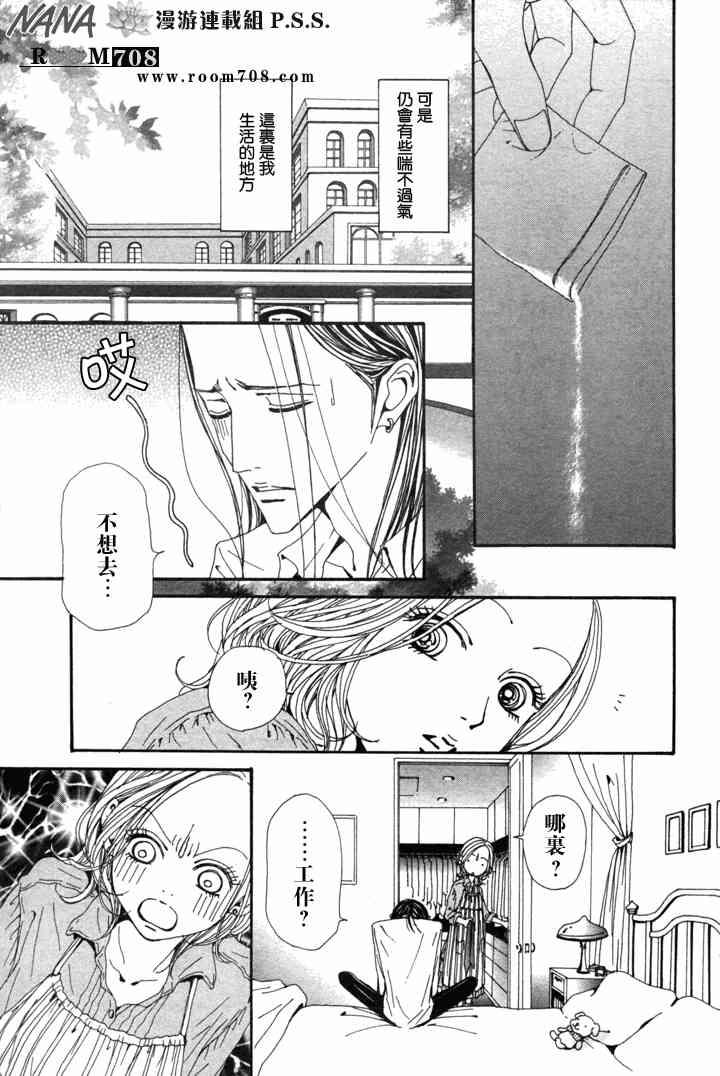 NANA
漫游連載組 P.S.S.
R M 708
www.room708.com
可是
仍會有些喘不過氣
這裏是我
生活的地方
哎
不想去…
咦?
哪裏?
……工作?